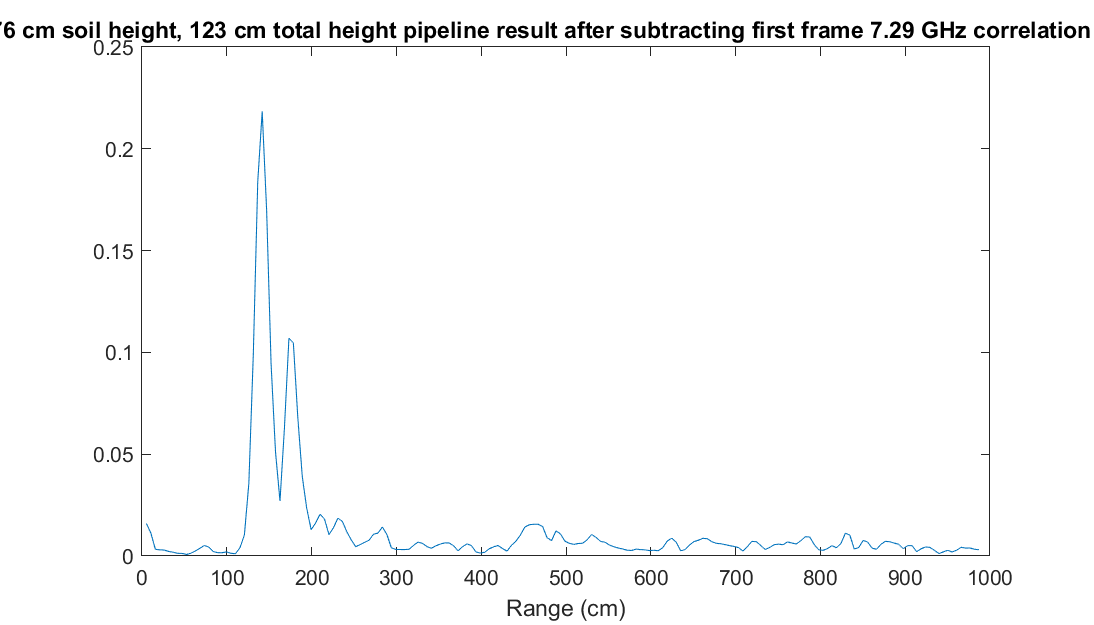 6 cm soil height, 123 cm total height pipeline result after subtracting first frame 7.29 GHz correlation
0.25
0.2
0.15
0.1
0.05
0
0 100 200 300 400 500 600 700 800 900 1000
Range (cm)